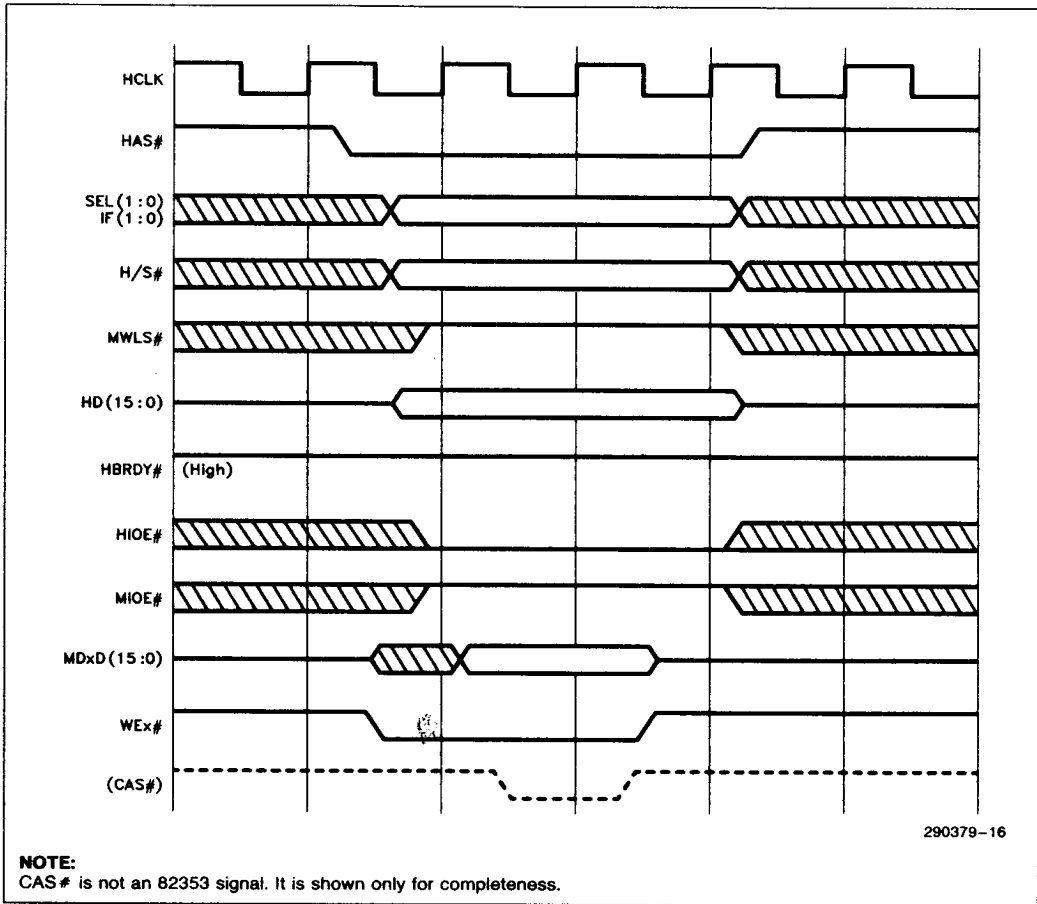 HCLK
HAS#
SEL(1:0)
IF(1:0)
H/S#
MWLS#
HD(15:0)
HBRDY# (High)
HIOE#
MIOE#
MDxD(15:0)
WEx#
(CAS#)
290379-16
NOTE:
CAS# is not an 82353 signal. It is shown only for completeness.